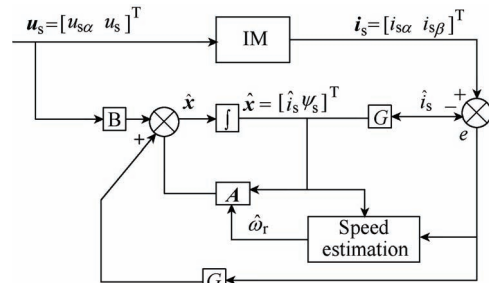 u_s=[u_sα u_s]^T
IM
i_s=[i_sα i_sβ]^T
B
x̂
∫
x̂=[î_s ψ_s]^T
G
î_s
+
−
e
+
A
ω̂_r
Speed
estimation
G